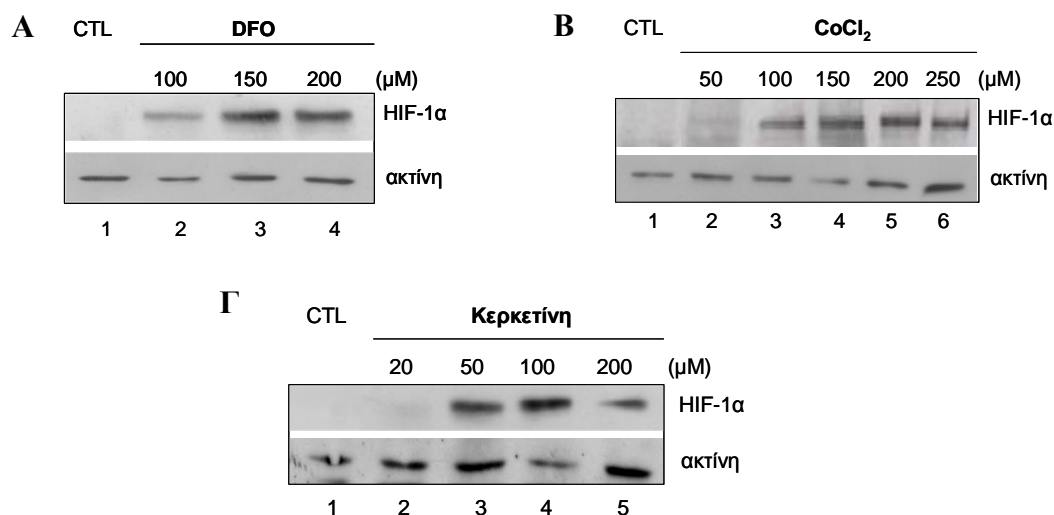 Α
CTL
DFO
100 150 200 (μM)
HIF-1α
ακτίνη
1 2 3 4
Β
CTL
CoCl₂
50 100 150 200 250 (μM)
HIF-1α
ακτίνη
1 2 3 4 5 6
Γ
CTL
Κερκετίνη
20 50 100 200 (μM)
HIF-1α
ακτίνη
1 2 3 4 5